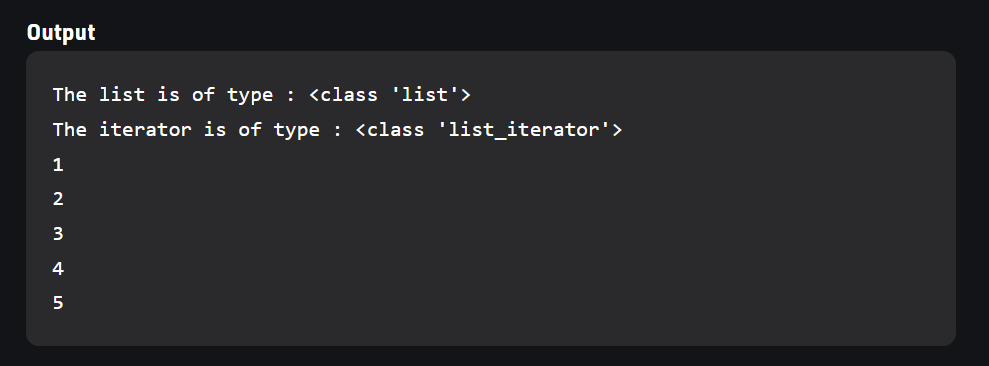 Output
The list is of type : <class 'list'>
The iterator is of type : <class 'list_iterator'>
1
2
3
4
5